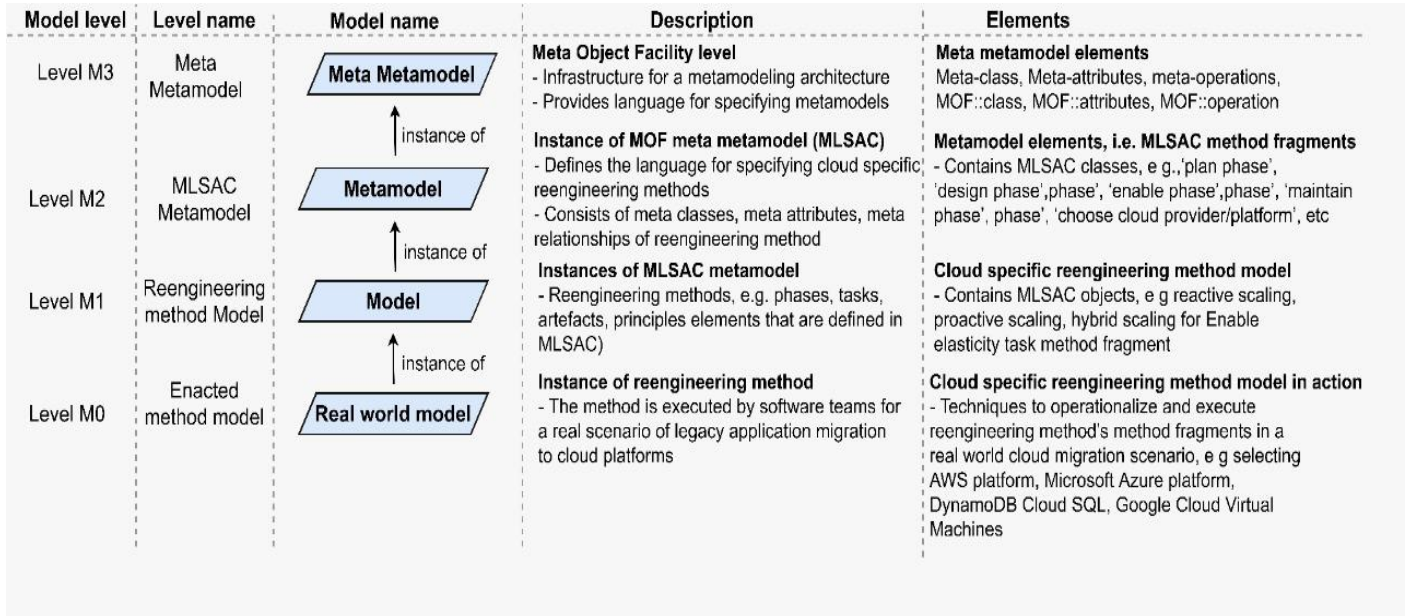 Model level Level name Model name Description Elements
Level M3
Meta
Metamodel
Meta Metamodel
Meta Object Facility level
- Infrastructure for a metamodeling architecture
- Provides language for specifying metamodels
Meta metamodel elements
Meta-class, Meta-attributes, meta-operations,
MOF::class, MOF::attributes, MOF::operation
instance of
Level M2
MLSAC
Metamodel
Metamodel
Instance of MOF meta metamodel (MLSAC)
- Defines the language for specifying cloud specific
reengineering methods
- Consists of meta classes, meta attributes, meta
relationships of reengineering method
Metamodel elements, i.e. MLSAC method fragments
- Contains MLSAC classes, e g.,‘plan phase’,
‘design phase’,phase’, ‘enable phase’,phase’, ‘maintain
phase’, phase’, ‘choose cloud provider/platform’, etc
instance of
Level M1
Reengineering
method Model
Model
Instances of MLSAC metamodel
- Reengineering methods, e.g. phases, tasks,
artefacts, principles elements that are defined in
MLSAC)
Cloud specific reengineering method model
- Contains MLSAC objects, e g reactive scaling,
proactive scaling, hybrid scaling for Enable
elasticity task method fragment
instance of
Level M0
Enacted
method model
Real world model
Instance of reengineering method
- The method is executed by software teams for
a real scenario of legacy application migration
to cloud platforms
Cloud specific reengineering method model in action
- Techniques to operationalize and execute
reengineering method’s method fragments in a
real world cloud migration scenario, e g selecting
AWS platform, Microsoft Azure platform,
DynamoDB Cloud SQL, Google Cloud Virtual
Machines